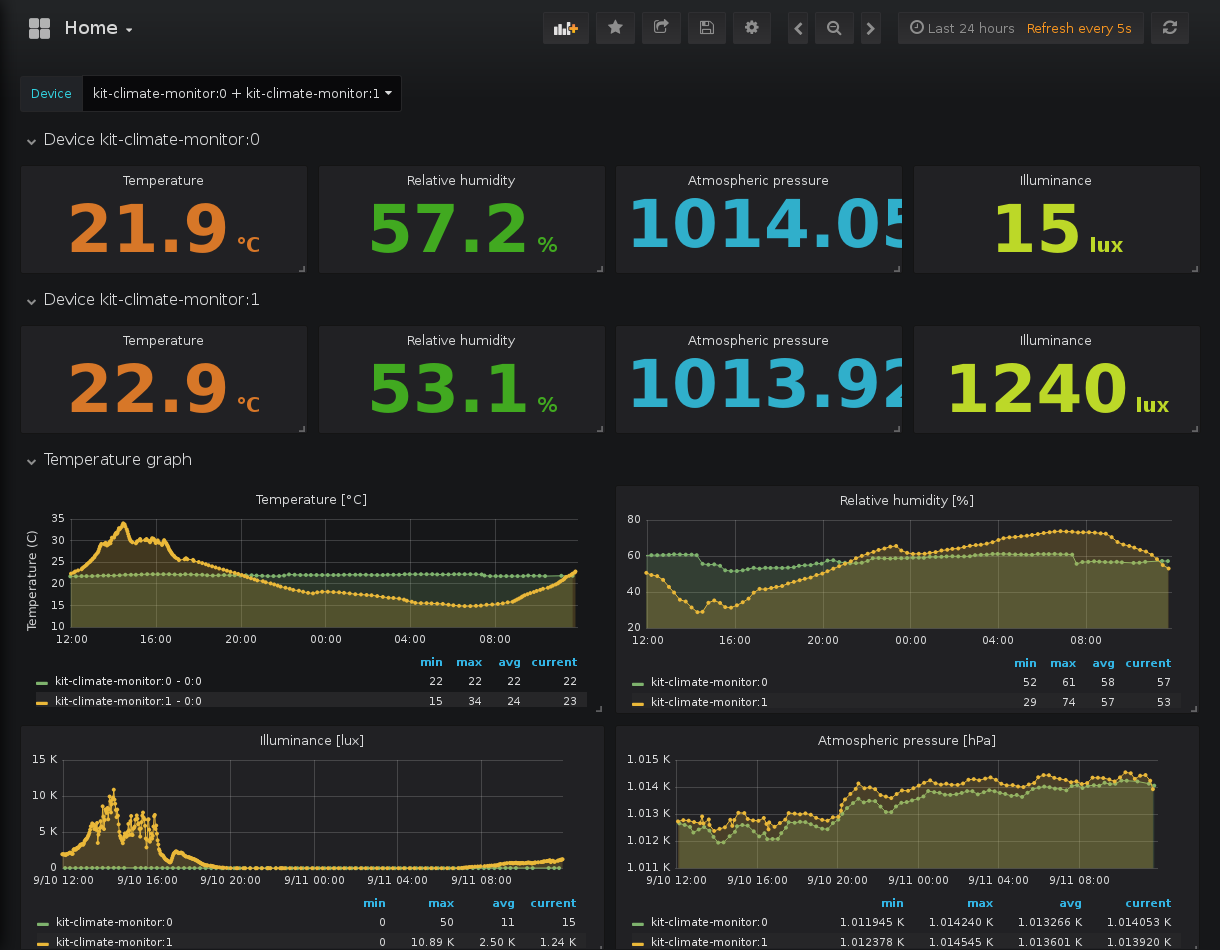 Home
Last 24 hours Refresh every 5s
Device kit-climate-monitor:0 + kit-climate-monitor:1
Device kit-climate-monitor:0
Temperature
21.9 °C
Relative humidity
57.2 %
Atmospheric pressure
1014.05
Illuminance
15 lux
Device kit-climate-monitor:1
Temperature
22.9 °C
Relative humidity
53.1 %
Atmospheric pressure
1013.92
Illuminance
1240 lux
Temperature graph
Temperature [°C]
Temperature (C)
35
30
25
20
15
10
12:00 16:00 20:00 00:00 04:00 08:00
min max avg current
kit-climate-monitor:0 - 0:0 22 22 22 22
kit-climate-monitor:1 - 0:0 15 34 24 23
Relative humidity [%]
80
60
40
20
12:00 16:00 20:00 00:00 04:00 08:00
min max avg current
kit-climate-monitor:0 52 61 58 57
kit-climate-monitor:1 29 74 57 53
Illuminance [lux]
15 K
10 K
5 K
0
9/10 12:00 9/10 16:00 9/10 20:00 9/11 00:00 9/11 04:00 9/11 08:00
min max avg current
kit-climate-monitor:0 0 50 11 15
kit-climate-monitor:1 0 10.89 K 2.50 K 1.24 K
Atmospheric pressure [hPa]
1.015 K
1.014 K
1.013 K
1.012 K
1.011 K
9/10 12:00 9/10 16:00 9/10 20:00 9/11 00:00 9/11 04:00 9/11 08:00
min max avg current
kit-climate-monitor:0 1.011945 K 1.014240 K 1.013266 K 1.014053 K
kit-climate-monitor:1 1.012378 K 1.014545 K 1.013601 K 1.013920 K